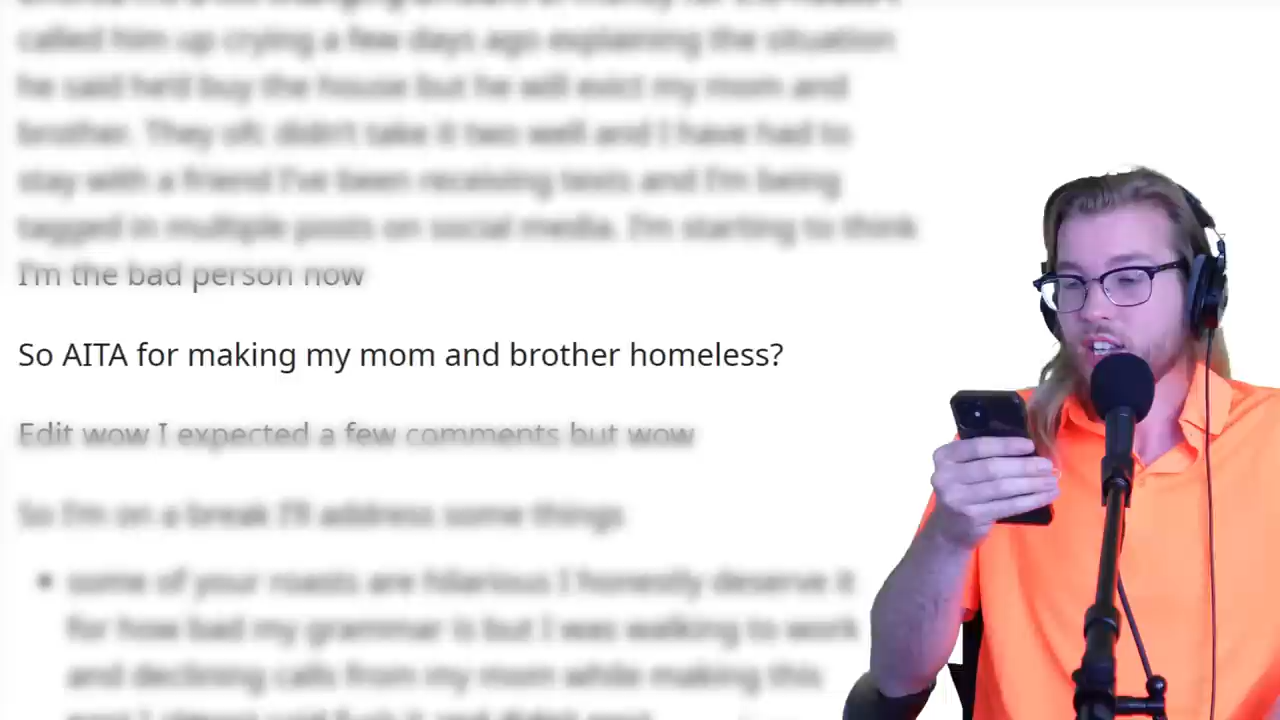 called him up crying a few days ago explaining the situation
he said he'd buy the house but he will evict my mom and
brother. They ofc didn't take it two well and I have had to
stay with a friend I've been receiving texts and I'm being
tagged in multiple posts on social media. I'm starting to think
I'm the bad person now
So AITA for making my mom and brother homeless?
Edit wow I expected a few comments but wow
So I'm on a break I'll address some things
some of your roasts are hilarious I honestly deserve it
for how bad my grammar is but I was walking to work
and declining calls from my mom while making this